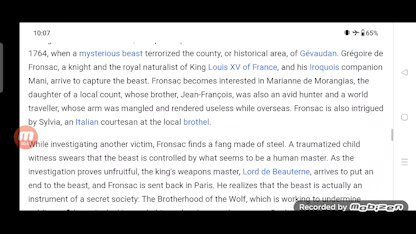 10:07
65%
1764, when a mysterious beast terrorized the county, or historical area, of Gévaudan. Grégoire de
Fronsac, a knight and the royal naturalist of King Louis XV of France, and his Iroquois companion
Mani, arrive to capture the beast. Fronsac becomes interested in Marianne de Morangias, the
daughter of a local count, whose brother, Jean-François, was also an avid hunter and a world
traveller, whose arm was mangled and rendered useless while overseas. Fronsac is also intrigued
by Sylvia, an Italian courtesan at the local brothel.
While investigating another victim, Fronsac finds a fang made of steel. A traumatized child
witness swears that the beast is controlled by what seems to be a human master. As the
investigation proves unfruitful, the king's weapons master, Lord de Beauterne, arrives to put an
end to the beast, and Fronsac is sent back to Paris. He realizes that the beast is actually an
instrument of a secret society: The Brotherhood of the Wolf, which is working to undermine
Recorded by Mobizen